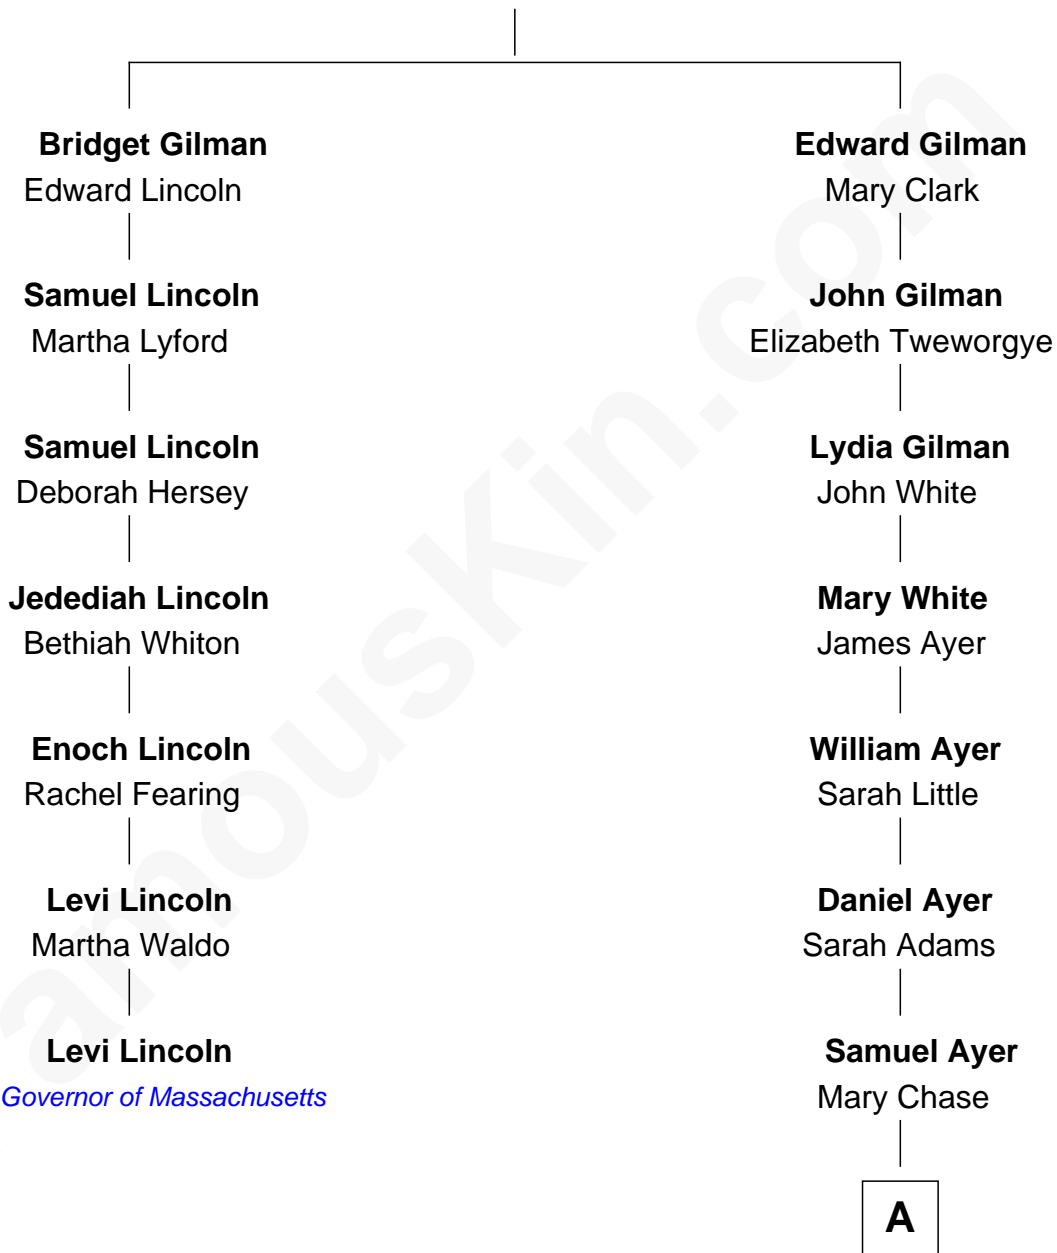 Bridget Gilman
Edward Lincoln
Edward Gilman
Mary Clark
Samuel Lincoln
Martha Lyford
John Gilman
Elizabeth Tweworgye
Samuel Lincoln
Deborah Hersey
Lydia Gilman
John White
Jedediah Lincoln
Bethiah Whiton
Mary White
James Ayer
Enoch Lincoln
Rachel Fearing
William Ayer
Sarah Little
Levi Lincoln
Martha Waldo
Daniel Ayer
Sarah Adams
Levi Lincoln
Governor of Massachusetts
Samuel Ayer
Mary Chase
A
amousKin.com